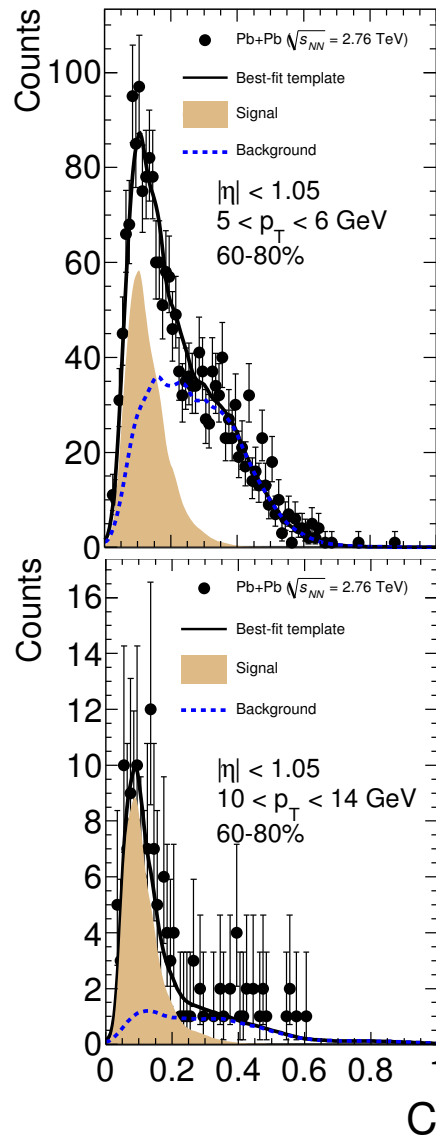 Counts
100
80
60
40
20
0
Pb+Pb (√sNN = 2.76 TeV)
Best-fit template
Signal
Background
|η| < 1.05
5 < pT < 6 GeV
60-80%
Counts
16
14
12
10
8
6
4
2
0
Pb+Pb (√sNN = 2.76 TeV)
Best-fit template
Signal
Background
|η| < 1.05
10 < pT < 14 GeV
60-80%
0 0.2 0.4 0.6 0.8 1
C